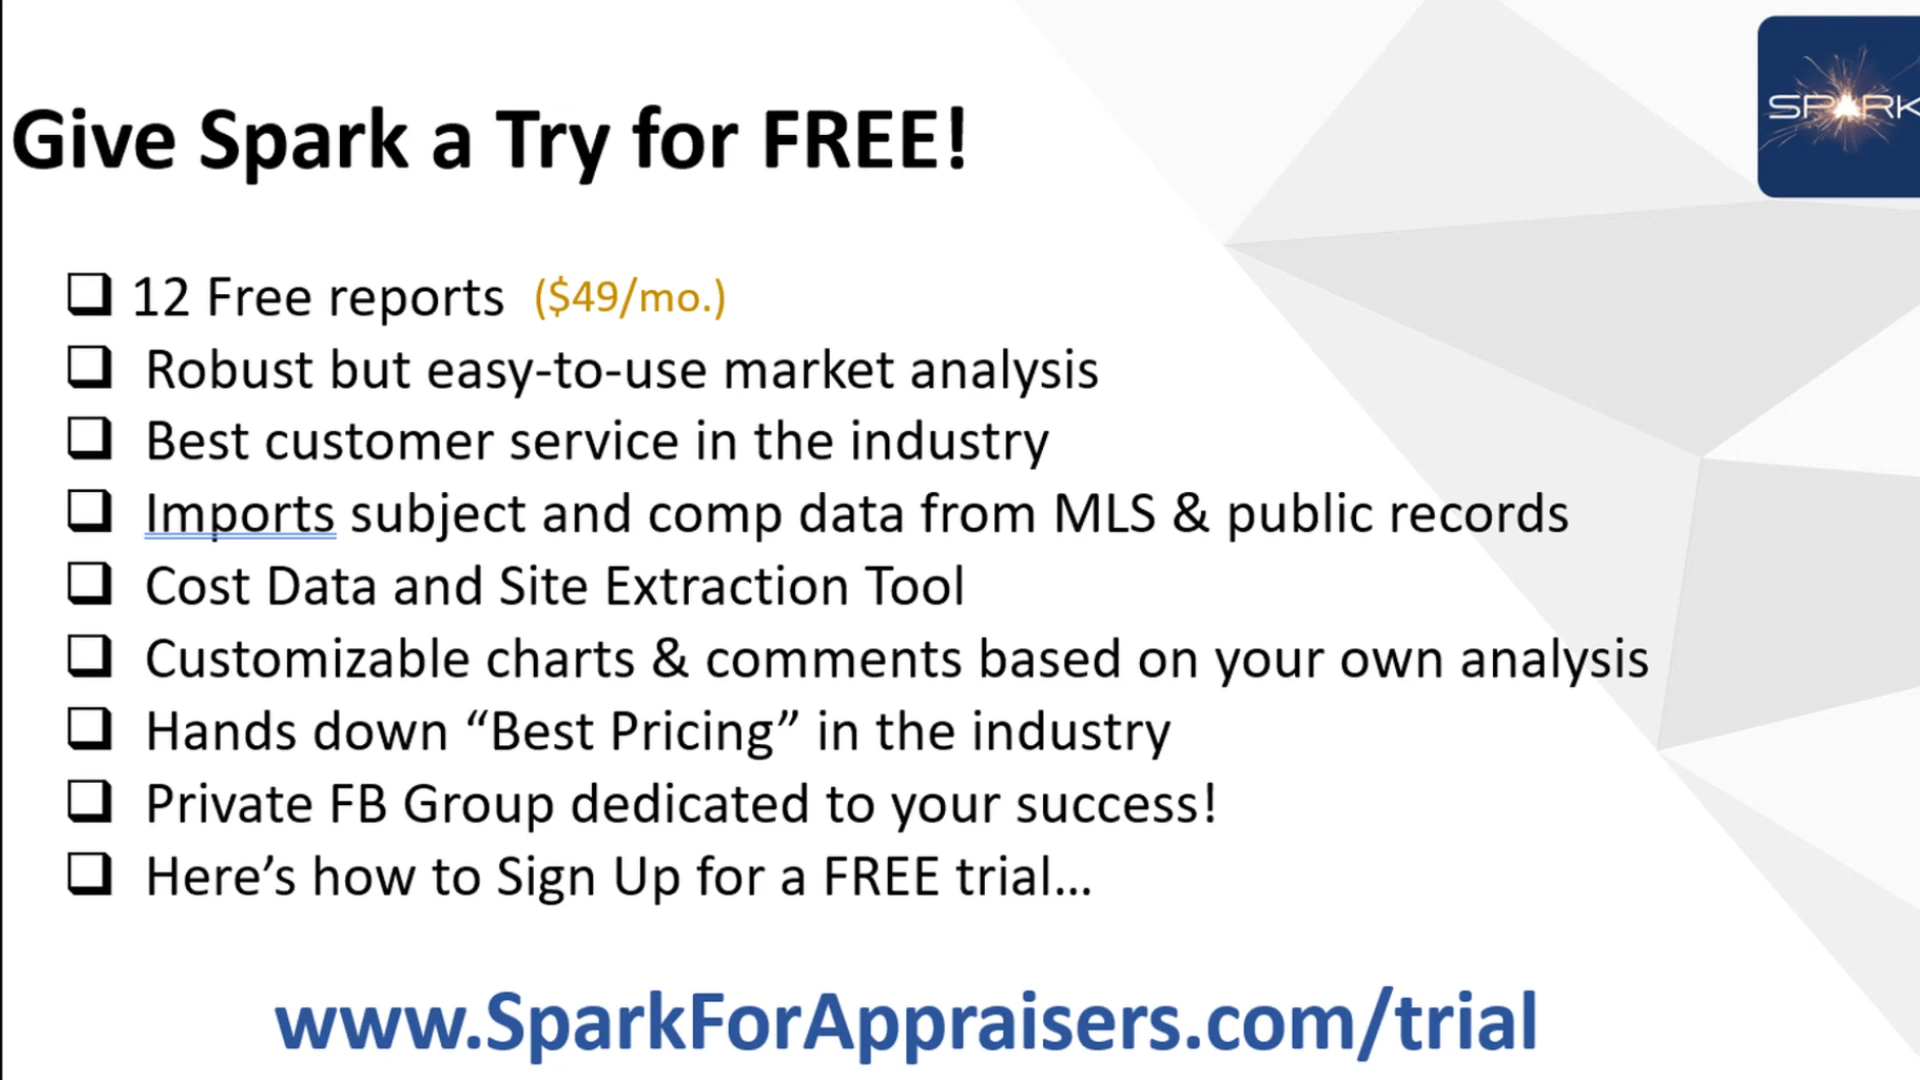 SPARK
Give Spark a Try for FREE!
12 Free reports ($49/mo.)
Robust but easy-to-use market analysis
Best customer service in the industry
Imports subject and comp data from MLS & public records
Cost Data and Site Extraction Tool
Customizable charts & comments based on your own analysis
Hands down “Best Pricing” in the industry
Private FB Group dedicated to your success!
Here’s how to Sign Up for a FREE trial...
www.SparkForAppraisers.com/trial